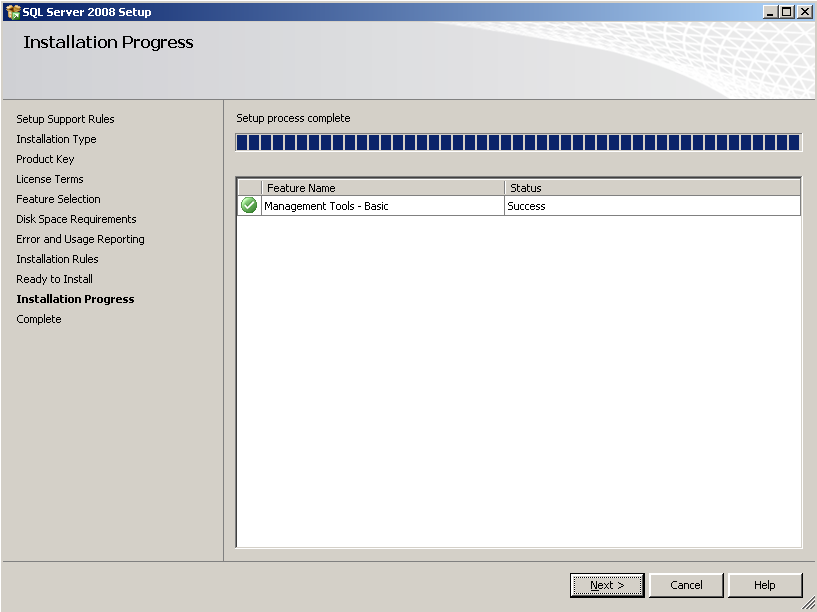 SQL Server 2008 Setup
Installation Progress
Setup Support Rules
Installation Type
Product Key
License Terms
Feature Selection
Disk Space Requirements
Error and Usage Reporting
Installation Rules
Ready to Install
Installation Progress
Complete
Setup process complete
Feature Name Status
Management Tools - Basic Success
Next > Cancel Help